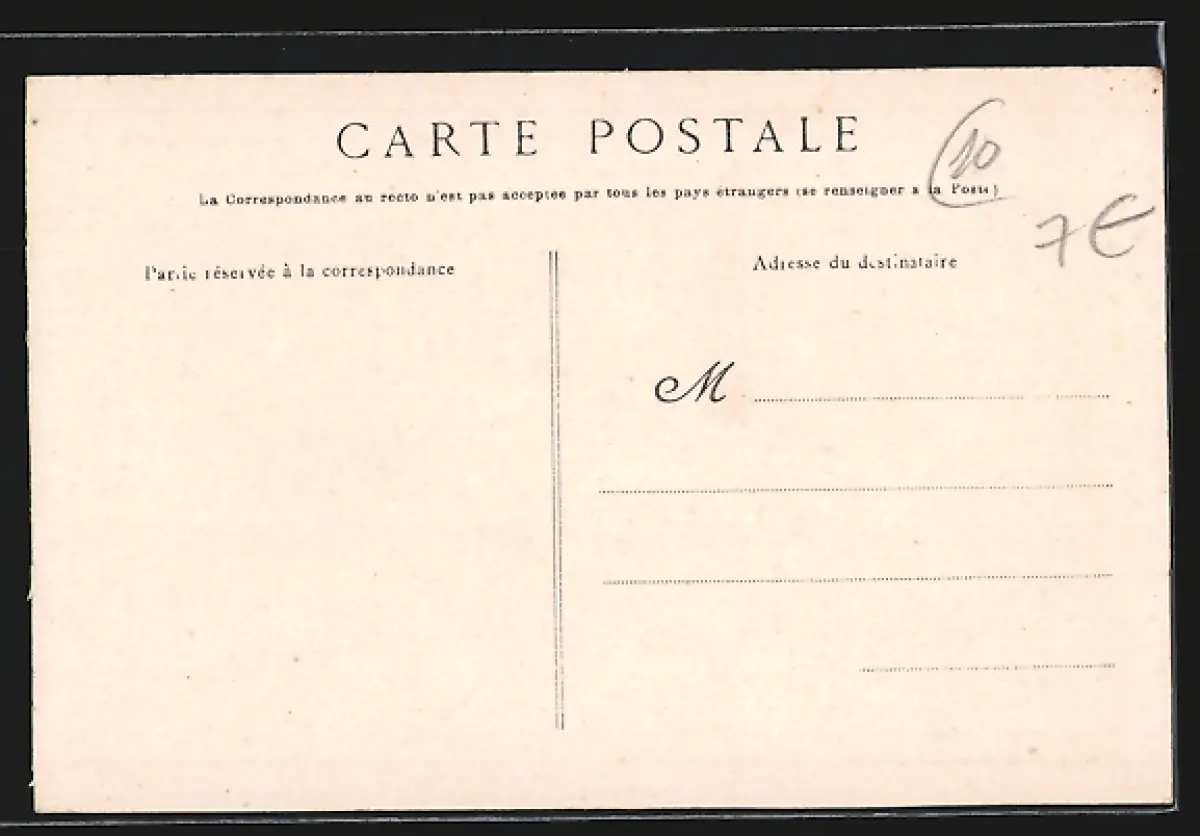 CARTE POSTALE
10
La Correspondance au recto n'est pas acceptee par tous les pays étrangers (se renseigner a la Poste)
7€
Partie réservée à la correspondance
Adresse du destinataire
M